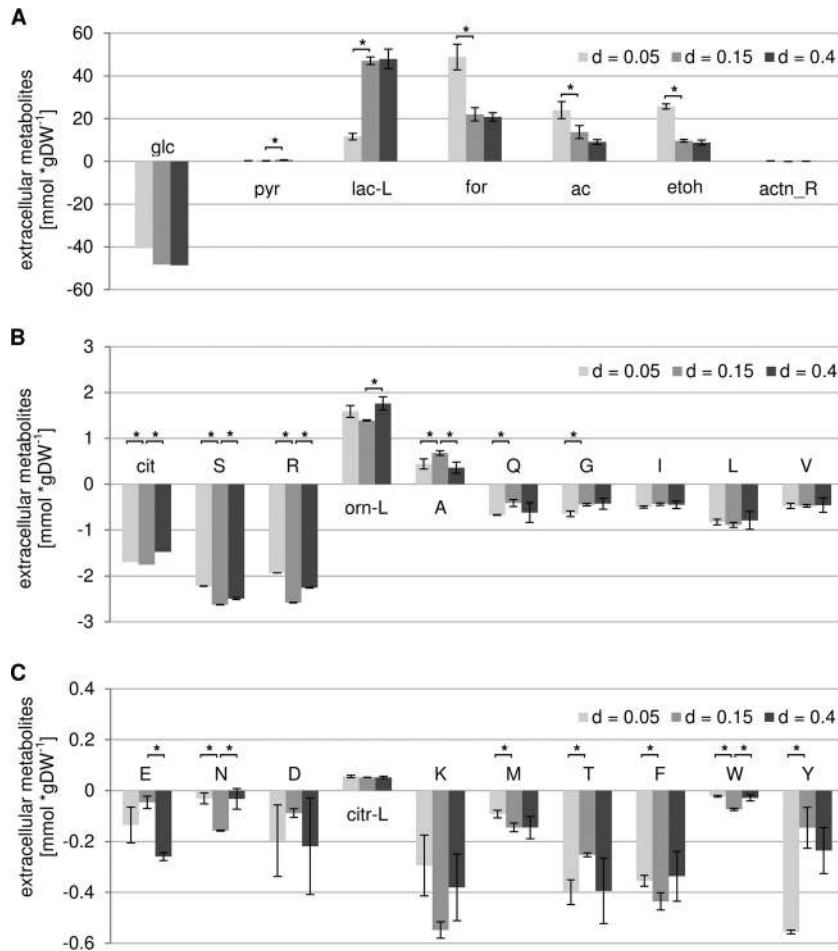 A
extracellular metabolites
[mmol *gDW⁻¹]
60
40
20
0
-20
-40
-60
d = 0.05 d = 0.15 d = 0.4
* * * * *
glc pyr lac-L for ac etoh actn_R
B
extracellular metabolites
[mmol *gDW⁻¹]
3
2
1
0
-1
-2
-3
d = 0.05 d = 0.15 d = 0.4
* * * * * * * * * * *
cit S R orn-L A Q G I L V
C
extracellular metabolites
[mmol *gDW⁻¹]
0.4
0.2
0
-0.2
-0.4
-0.6
d = 0.05 d = 0.15 d = 0.4
* * * * * * * * *
E N D citr-L K M T F W Y